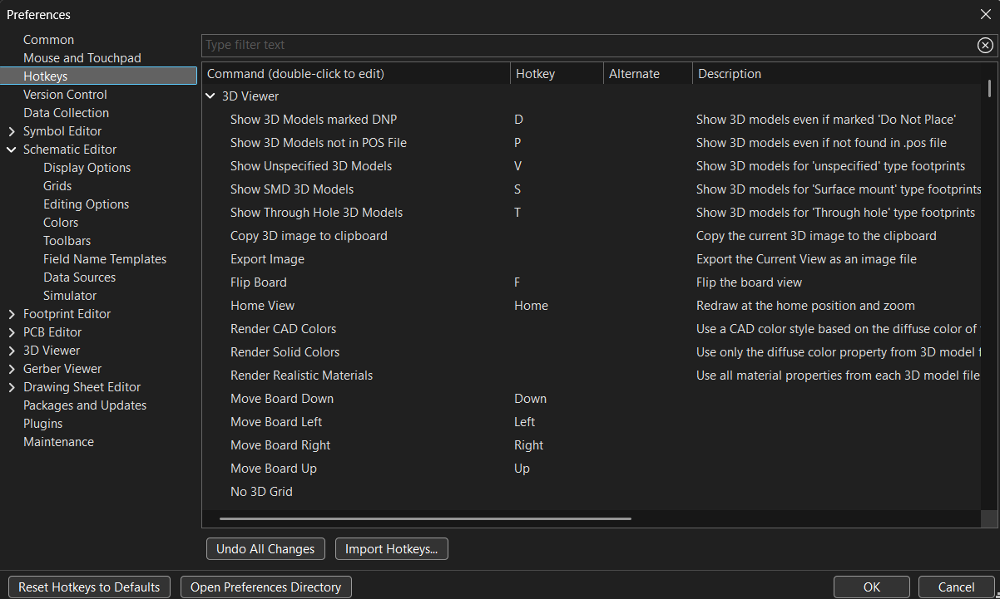 Preferences
Common
Mouse and Touchpad
Hotkeys
Version Control
Data Collection
Symbol Editor
Schematic Editor
Display Options
Grids
Editing Options
Colors
Toolbars
Field Name Templates
Data Sources
Simulator
Footprint Editor
PCB Editor
3D Viewer
Gerber Viewer
Drawing Sheet Editor
Packages and Updates
Plugins
Maintenance
Type filter text
Command (double-click to edit) Hotkey Alternate Description
3D Viewer
Show 3D Models marked DNP D Show 3D models even if marked 'Do Not Place'
Show 3D Models not in POS File P Show 3D models even if not found in .pos file
Show Unspecified 3D Models V Show 3D models for 'unspecified' type footprints
Show SMD 3D Models S Show 3D models for 'Surface mount' type footprints
Show Through Hole 3D Models T Show 3D models for 'Through hole' type footprints
Copy 3D image to clipboard Copy the current 3D image to the clipboard
Export Image Export the Current View as an image file
Flip Board F Flip the board view
Home View Home Redraw at the home position and zoom
Render CAD Colors Use a CAD color style based on the diffuse color of
Render Solid Colors Use only the diffuse color property from 3D model
Render Realistic Materials Use all material properties from each 3D model file
Move Board Down Down
Move Board Left Left
Move Board Right Right
Move Board Up Up
No 3D Grid
Undo All Changes Import Hotkeys...
Reset Hotkeys to Defaults Open Preferences Directory OK Cancel